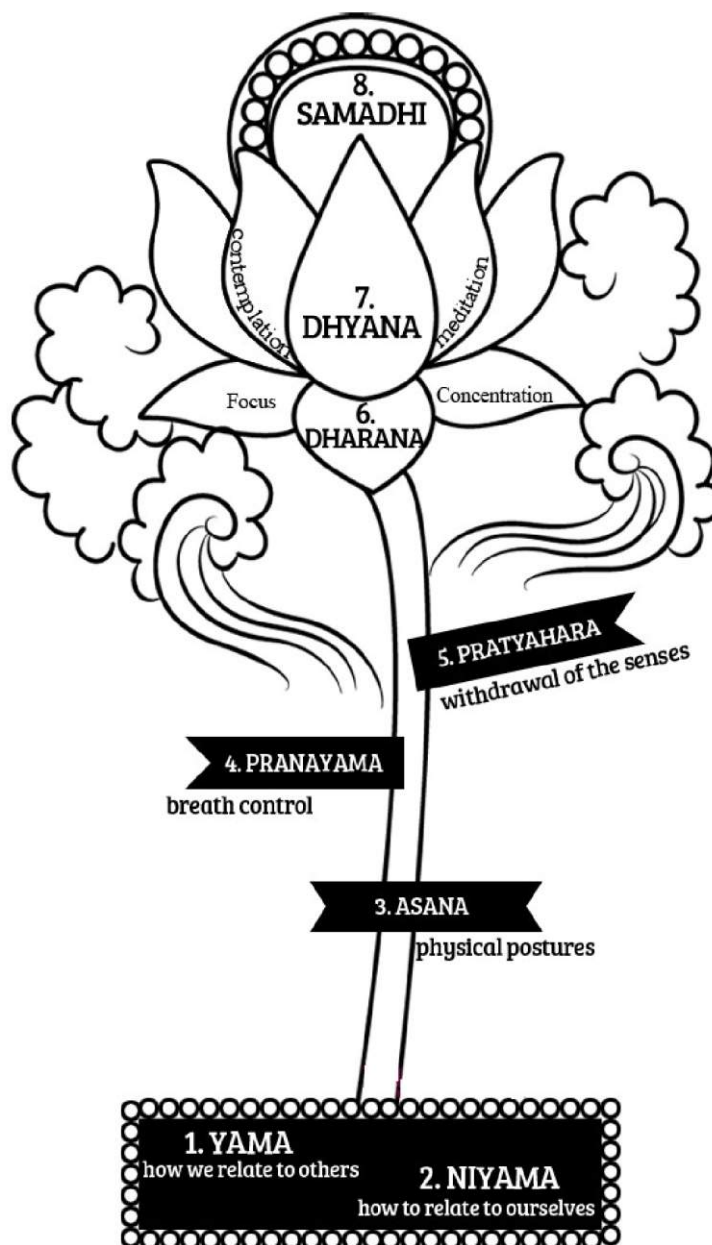 8.
SAMADHI
contemplation
meditation
7.
DHYANA
Focus
Concentration
6.
DHARANA
5. PRATYAHARA
withdrawal of the senses
4. PRANAYAMA
breath control
3. ASANA
physical postures
1. YAMA
how we relate to others
2. NIYAMA
how to relate to ourselves